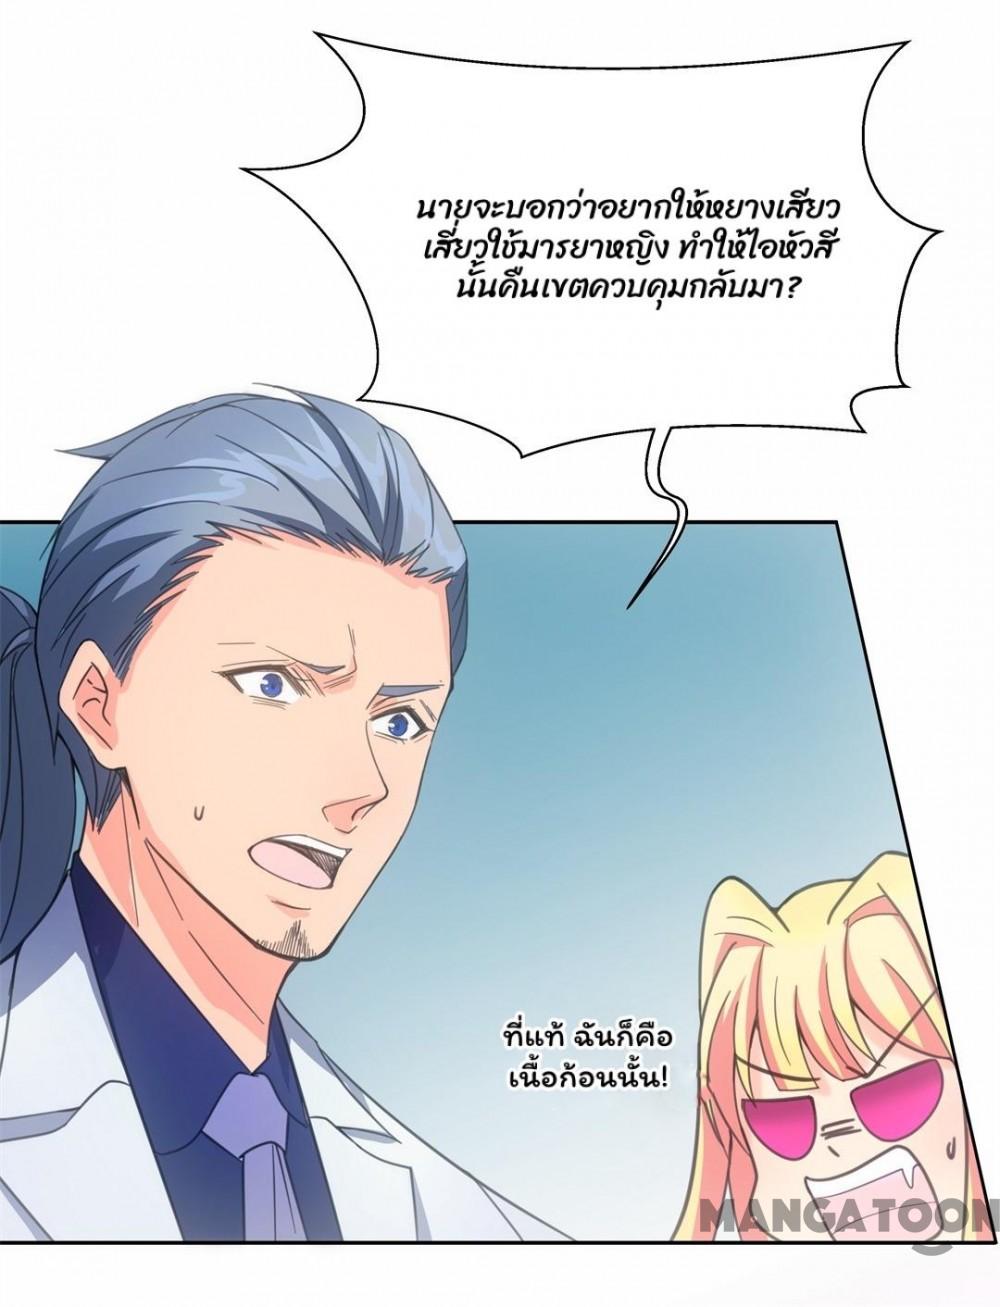 นายจะบอกว่าอยากให้หยางเสียว
เสี่ยวใช้มารยาหญิง ทำให้ไอหัวสี
นั้นคืนเขตควบคุมกลับมา?
ที่แท้ ฉันก็คือ
เนื้อก้อนนั้น!
MANGATOON